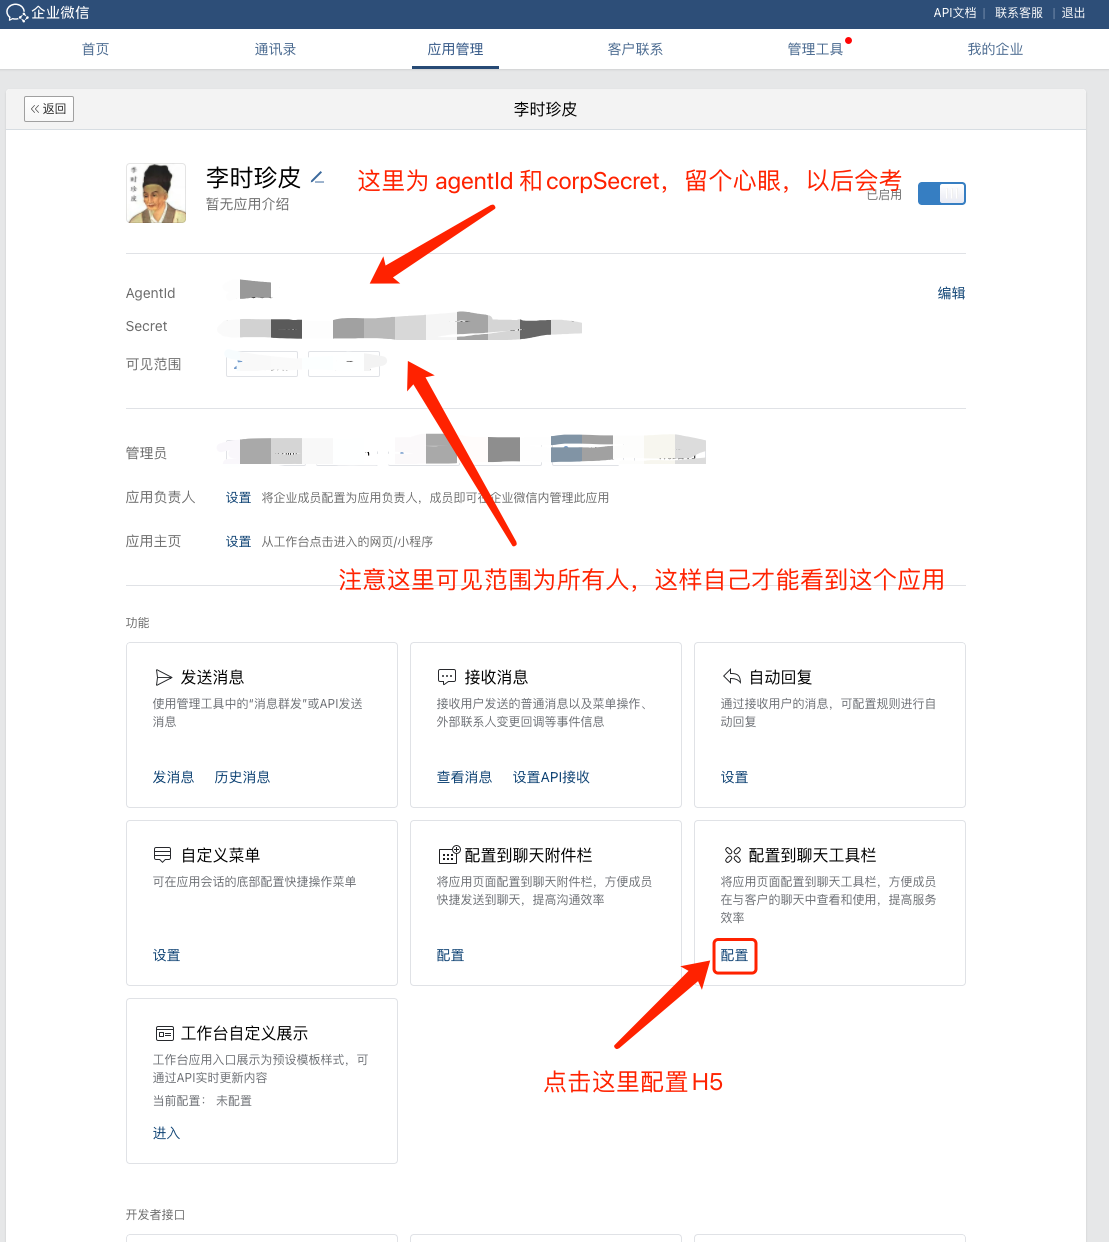 企业微信
API文档 | 联系客服 | 退出
首页 通讯录 应用管理 客户联系 管理工具 我的企业
返回
李时珍皮
李时珍皮
李时珍皮
暂无应用介绍
这里为 agentId 和 corpSecret，留个心眼，以后会考
已启用
AgentId
编辑
Secret
可见范围
管理员
应用负责人 设置 将企业成员配置为应用负责人，成员即可在企业微信内管理此应用
应用主页 设置 从工作台点击进入的网页/小程序
注意这里可见范围为所有人，这样自己才能看到这个应用
功能
发送消息
使用管理工具中的“消息群发”或API发送
消息
发消息 历史消息
接收消息
接收用户发送的普通消息以及菜单操作、
外部联系人变更回调等事件信息
查看消息 设置API接收
自动回复
通过接收用户的消息，可配置规则进行自
动回复
设置
自定义菜单
可在应用会话的底部配置快捷操作菜单
设置
配置到聊天附件栏
将应用页面配置到聊天附件栏，方便成员
快捷发送到聊天，提高沟通效率
配置
配置到聊天工具栏
将应用页面配置到聊天工具栏，方便成员
在与客户的聊天中查看和使用，提高服务
效率
配置
工作台自定义展示
工作台应用入口展示为预设模板样式，可
通过API实时更新内容
当前配置： 未配置
进入
点击这里配置 H5
开发者接口